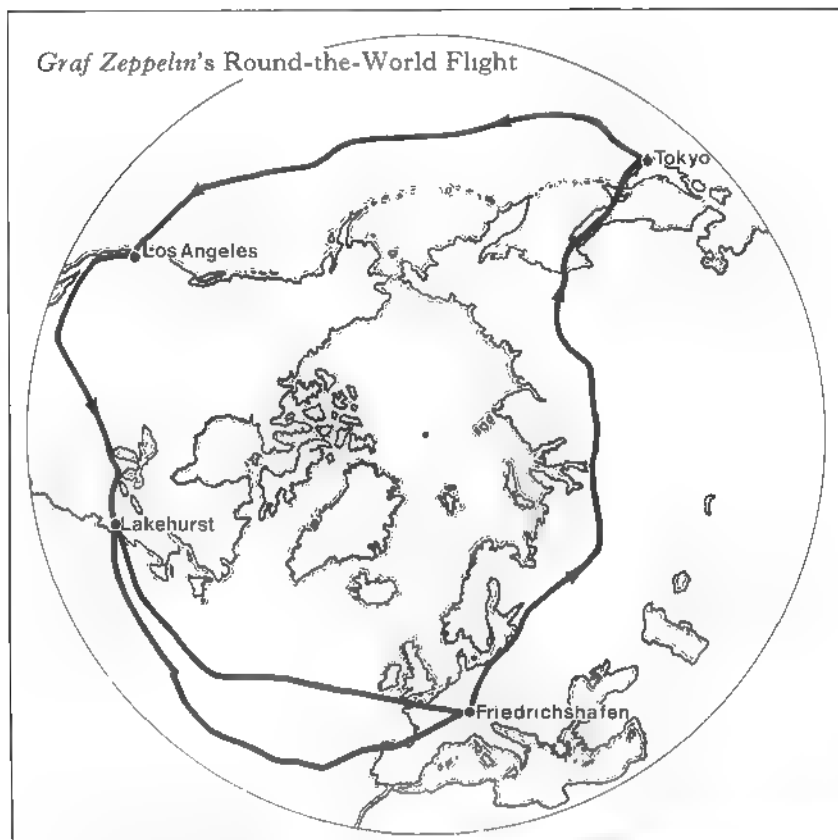 Graf Zeppelin's Round-the-World Flight
Tokyo
Los Angeles
Lakehurst
Friedrichshafen